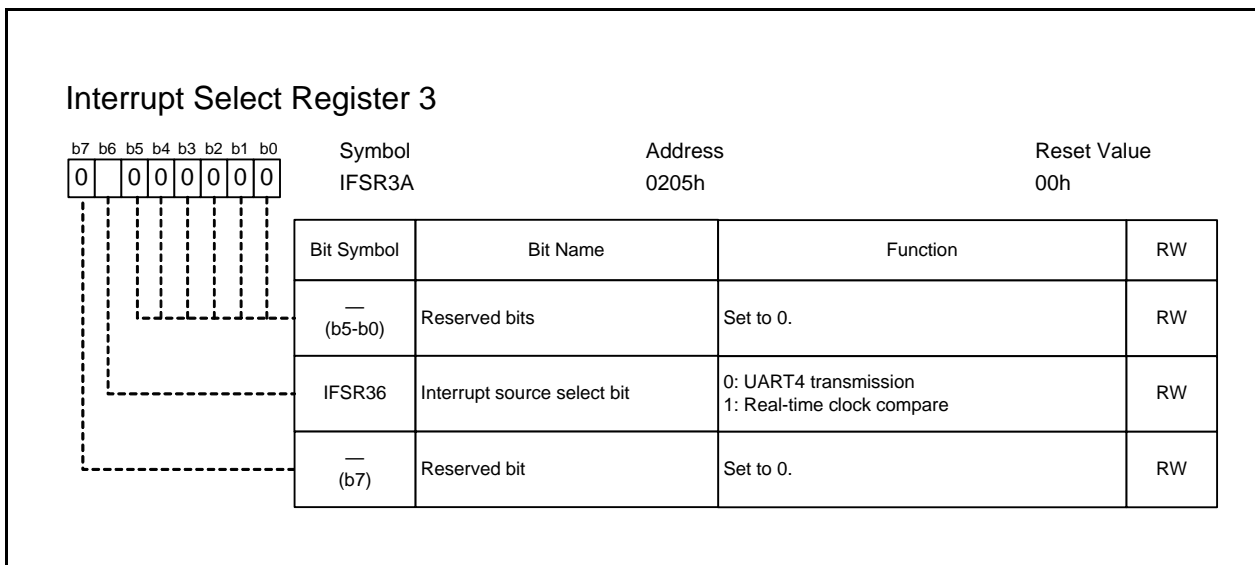 Interrupt Select Register 3
b7 b6 b5 b4 b3 b2 b1 b0
Symbol Address Reset Value
0 0 0 0 0 0 0
IFSR3A 0205h 00h
Bit Symbol Bit Name Function RW
—
(b5-b0) Reserved bits Set to 0. RW
IFSR36 Interrupt source select bit 0: UART4 transmission
1: Real-time clock compare RW
—
(b7) Reserved bit Set to 0. RW